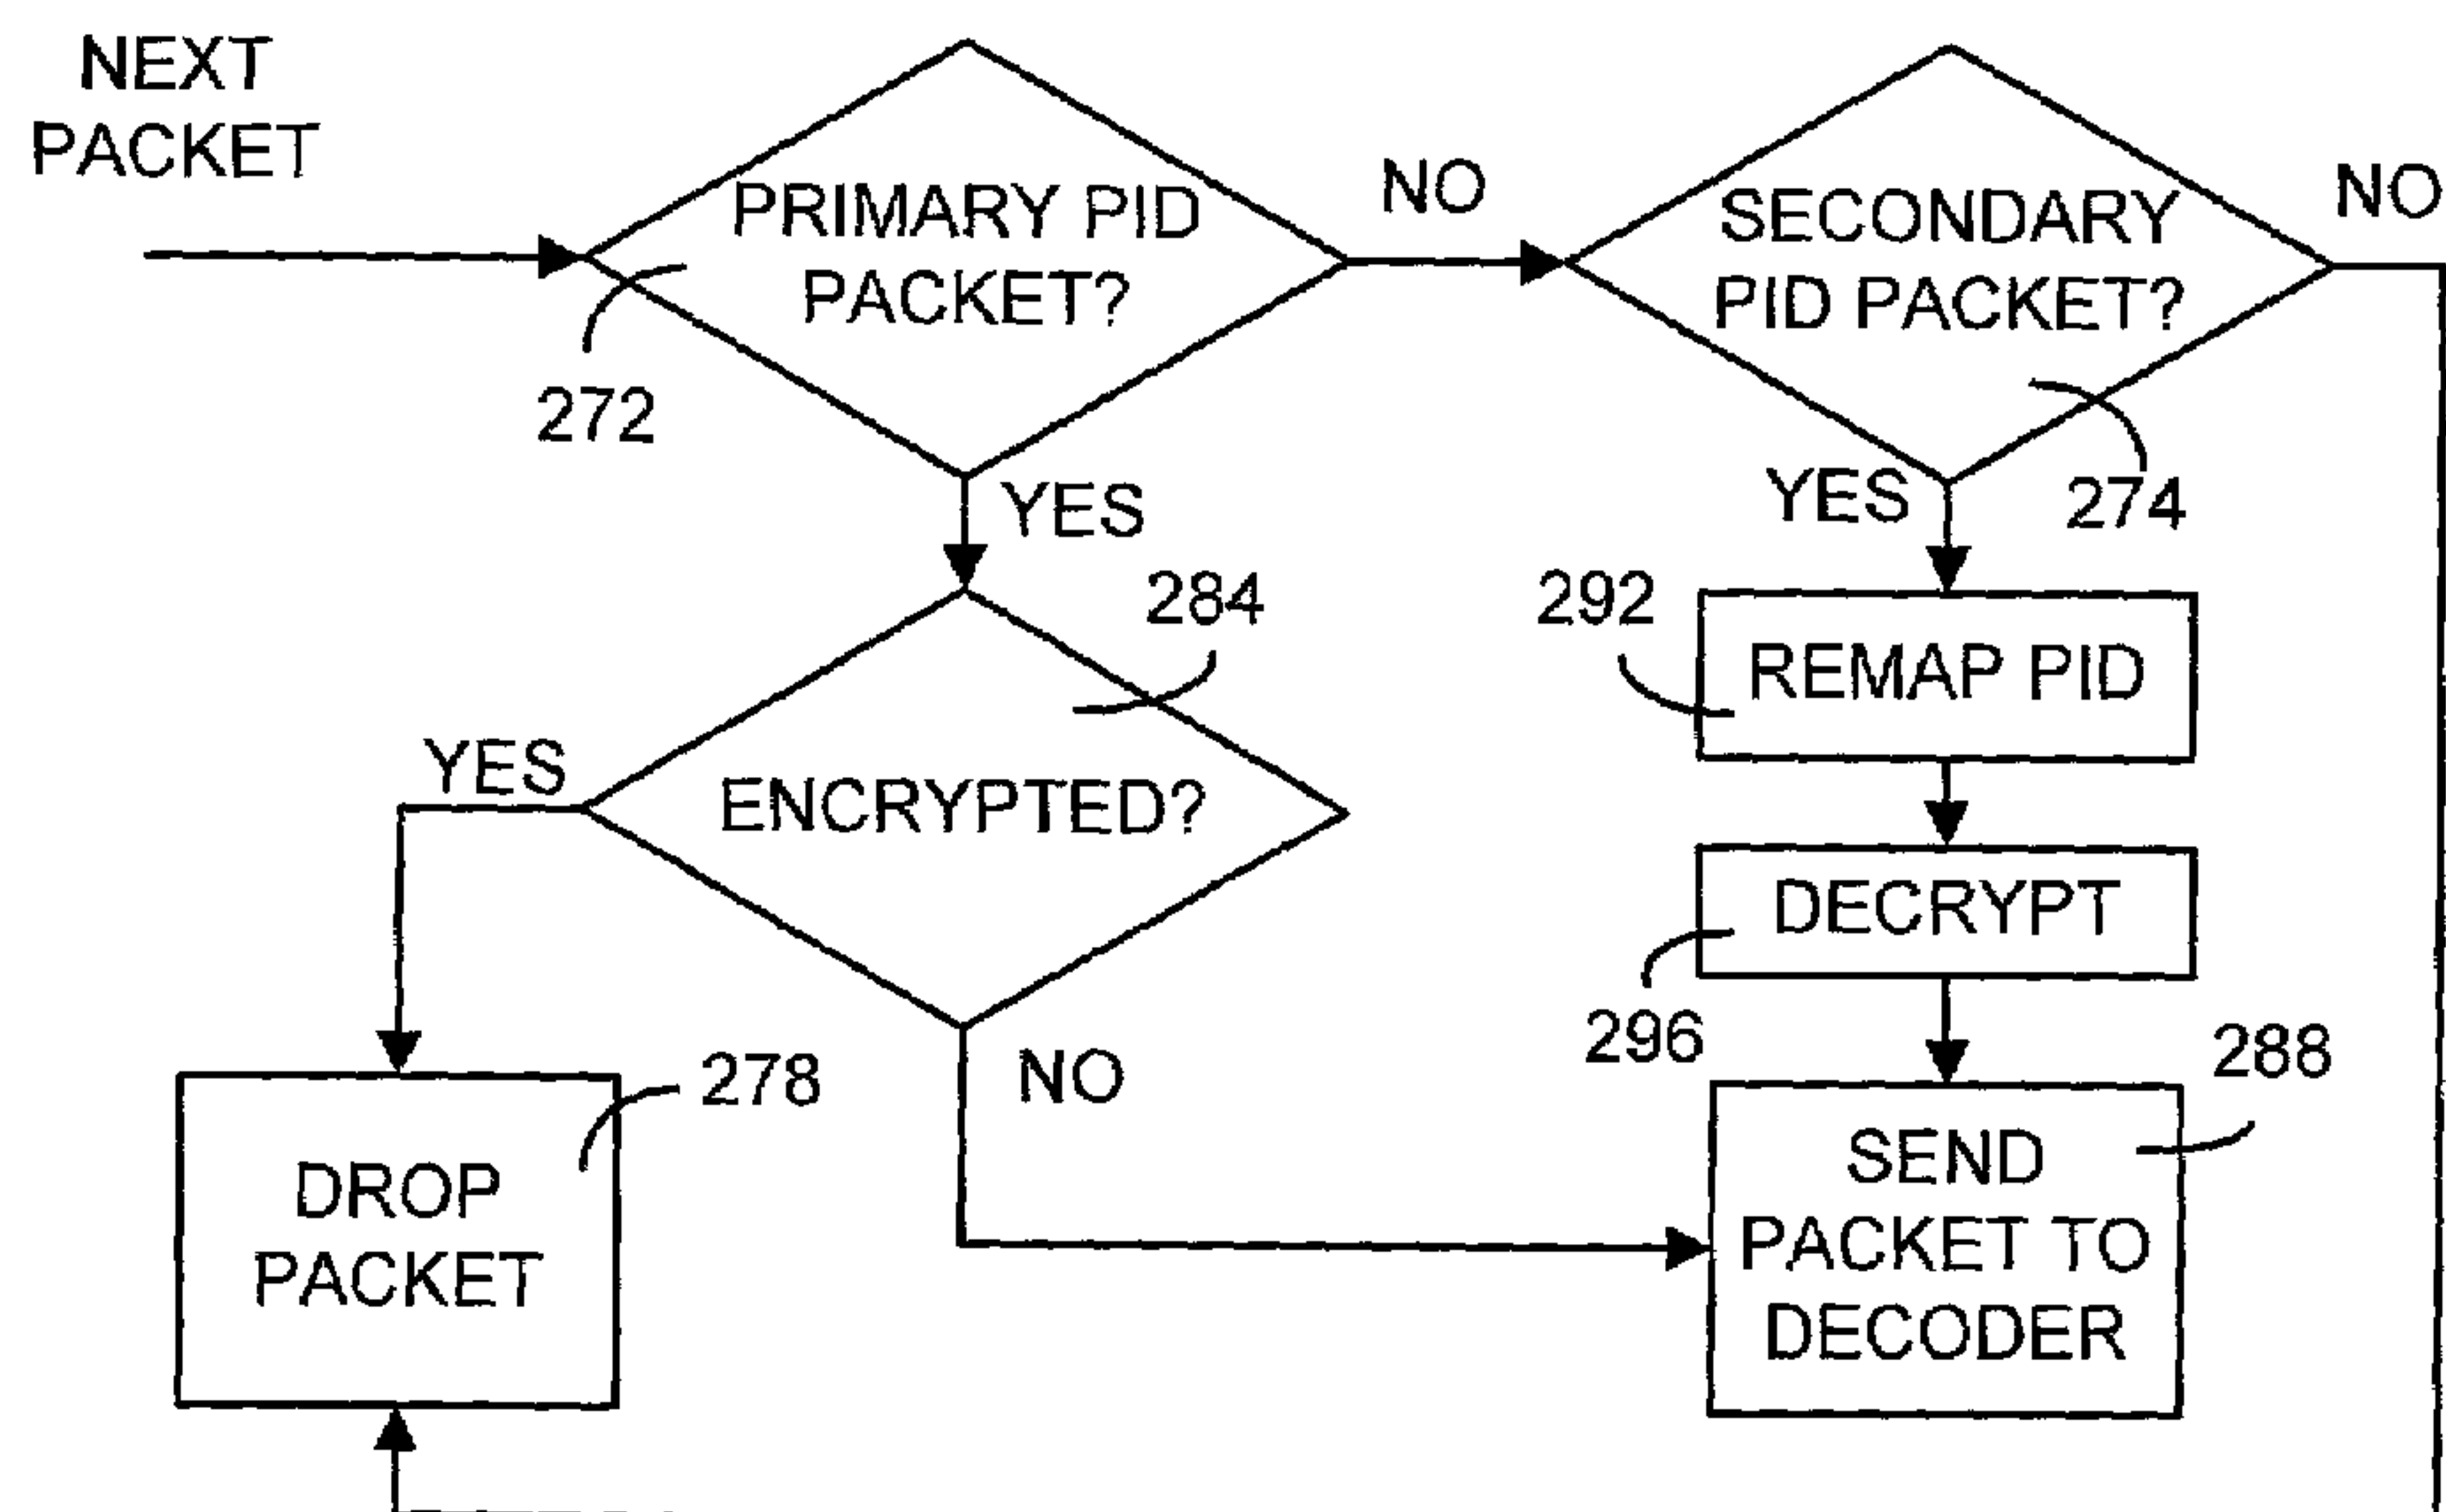 NEXT
PACKET
PRIMARY PID
PACKET?
272
NO
SECONDARY
PID PACKET?
274
NO
YES
YES
284
292
REMAP PID
YES
ENCRYPTED?
DECRYPT
296
288
278
NO
DROP
PACKET
SEND
PACKET TO
DECODER